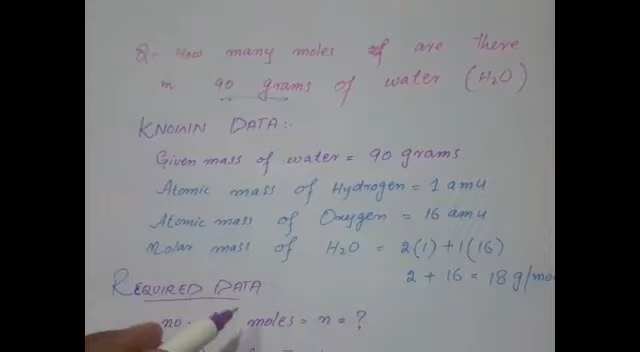 Q:- How many moles of are there
in 90 grams of water (H₂O)
KNOWN DATA:-
Given mass of water = 90 grams.
Atomic mass of Hydrogen = 1 amu
Atomic mass of Oxygen = 16 amu
Molar mass of H₂O = 2(1) + 1(16)
2 + 16 = 18 g/mo
REQUIRED DATA
no. moles = n = ?